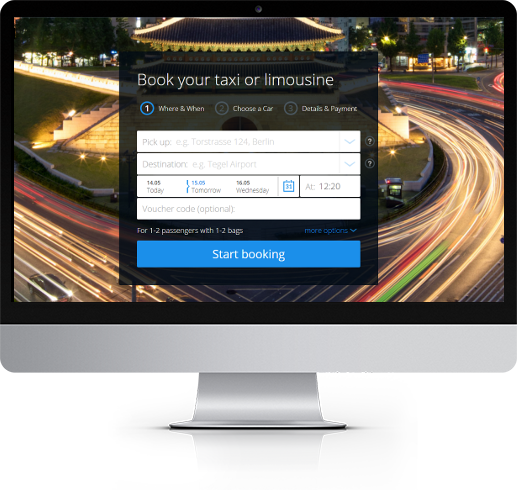 Book your taxi or limousine
1 Where & When 2 Choose a Car 3 Details & Payment
Pick up: e.g. Torstrasse 124, Berlin ?
Destination: e.g. Tegel Airport ?
14.05 15.05 16.05
Today Tomorrow Wednesday 31 At: 12:20
Voucher code (optional):
For 1-2 passengers with 1-2 bags more options
Start booking